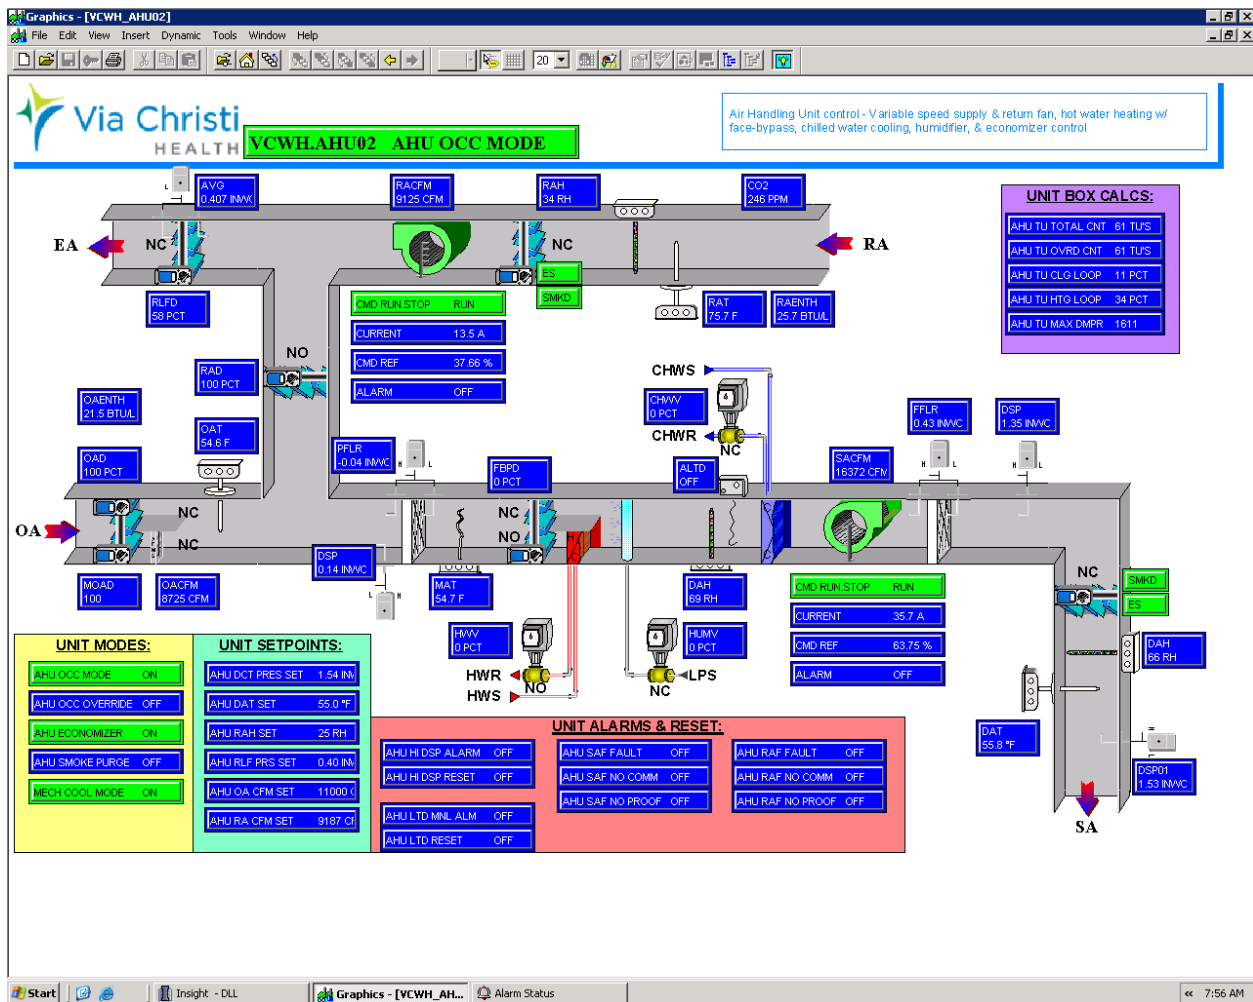 Graphics - [VCWH_AHU02]
File Edit View Insert Dynamic Tools Window Help
20
Via Christi
HEALTH
VCWH.AHU02 AHU OCC MODE
Air Handling Unit control - Variable speed supply & return fan, hot water heating w/
face-bypass, chilled water cooling, humidifier, & economizer control
L
AVG
0.407 INWC
RACFM
9125 CFM
RAH
34 RH
CO2
246 PPM
EA
NC
NC
RA
RLFD
58 PCT
ES
SMKD
RAT
75.7 F
RAENTH
25.7 BTU/L
CMD RUN.STOP RUN
CURRENT 13.5 A
CMD REF 37.66 %
ALARM OFF
UNIT BOX CALCS:
AHU TU TOTAL CNT 61 TU'S
AHU TU OVRD CNT 61 TU'S
AHU TU CLG LOOP 11 PCT
AHU TU HTG LOOP 34 PCT
AHU TU MAX DMPR 1611
NO
RAD
100 PCT
OAENTH
21.5 BTU/L
OAT
54.6 F
OAD
100 PCT
CHWS
CHWV
0 PCT
CHWR
NC
PFLR
-0.04 INWC
H L
FBPD
0 PCT
ALTD
OFF
SACFM
16372 CFM
FFLR
0.43 INWC
H L
DSP
1.35 INWC
H L
OA
NC
NC
NC
NO
H
C
MOAD
100
OACFM
8725 CFM
DSP
0.14 INWC
L H
MAT
54.7 F
DAH
69 RH
CMD RUN.STOP RUN
CURRENT 35.7 A
CMD REF 63.75 %
ALARM OFF
NC
SMKD
ES
HWV
0 PCT
HWR
NO
HWS
HUMV
0 PCT
NC
LPS
DAH
66 RH
DAT
55.8 °F
DSP01
1.53 INWC
SA
UNIT MODES:
AHU OCC MODE ON
AHU OCC OVERRIDE OFF
AHU ECONOMIZER ON
AHU SMOKE PURGE OFF
MECH COOL MODE ON
UNIT SETPOINTS:
AHU DCT PRES SET 1.54
AHU DAT SET 55.0 °F
AHU RAH SET 25 RH
AHU RLF PRS SET 0.40
AHU OA CFM SET 11000
AHU RA CFM SET 9187
UNIT ALARMS & RESET:
AHU HI DSP ALARM OFF
AHU HI DSP RESET OFF
AHU LTD MNL ALM OFF
AHU LTD RESET OFF
AHU SAF FAULT OFF
AHU SAF NO COMM OFF
AHU SAF NO PROOF OFF
AHU RAF FAULT OFF
AHU RAF NO COMM OFF
AHU RAF NO PROOF OFF
Start
Insight - DLL
Graphics - [VCWH_AH...
Alarm Status
« 7:56 AM